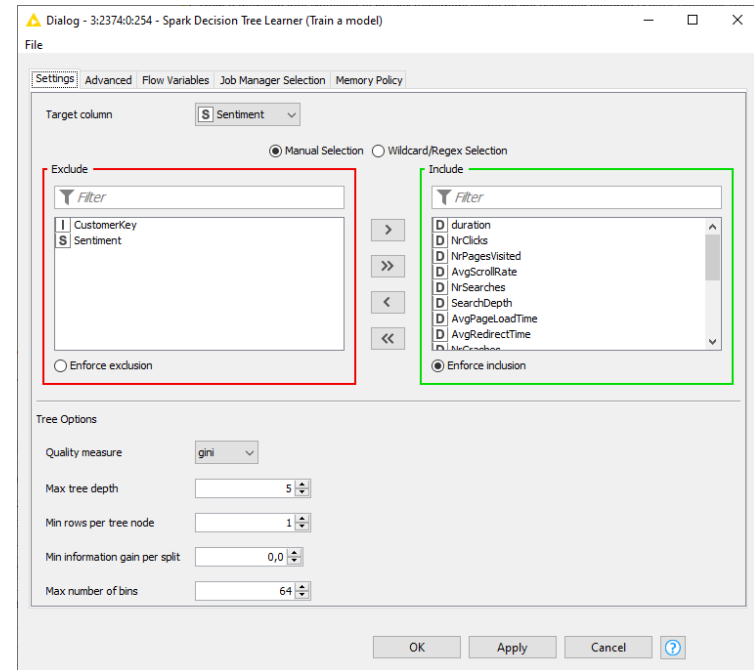 Dialog - 3:2374:0:254 - Spark Decision Tree Learner (Train a model)
File
Settings Advanced Flow Variables Job Manager Selection Memory Policy
Target column S Sentiment
Manual Selection Wildcard/Regex Selection
Exclude
Filter
I CustomerKey
S Sentiment
Enforce exclusion
>
>>
<
<<
Include
Filter
D duration
D NrClicks
D NrPagesVisited
D AvgScrollRate
D NrSearches
D SearchDepth
D AvgPageLoadTime
D AvgRedirectTime
D NrCrashes
Enforce inclusion
Tree Options
Quality measure gini
Max tree depth 5
Min rows per tree node 1
Min information gain per split 0,0
Max number of bins 64
OK Apply Cancel ?